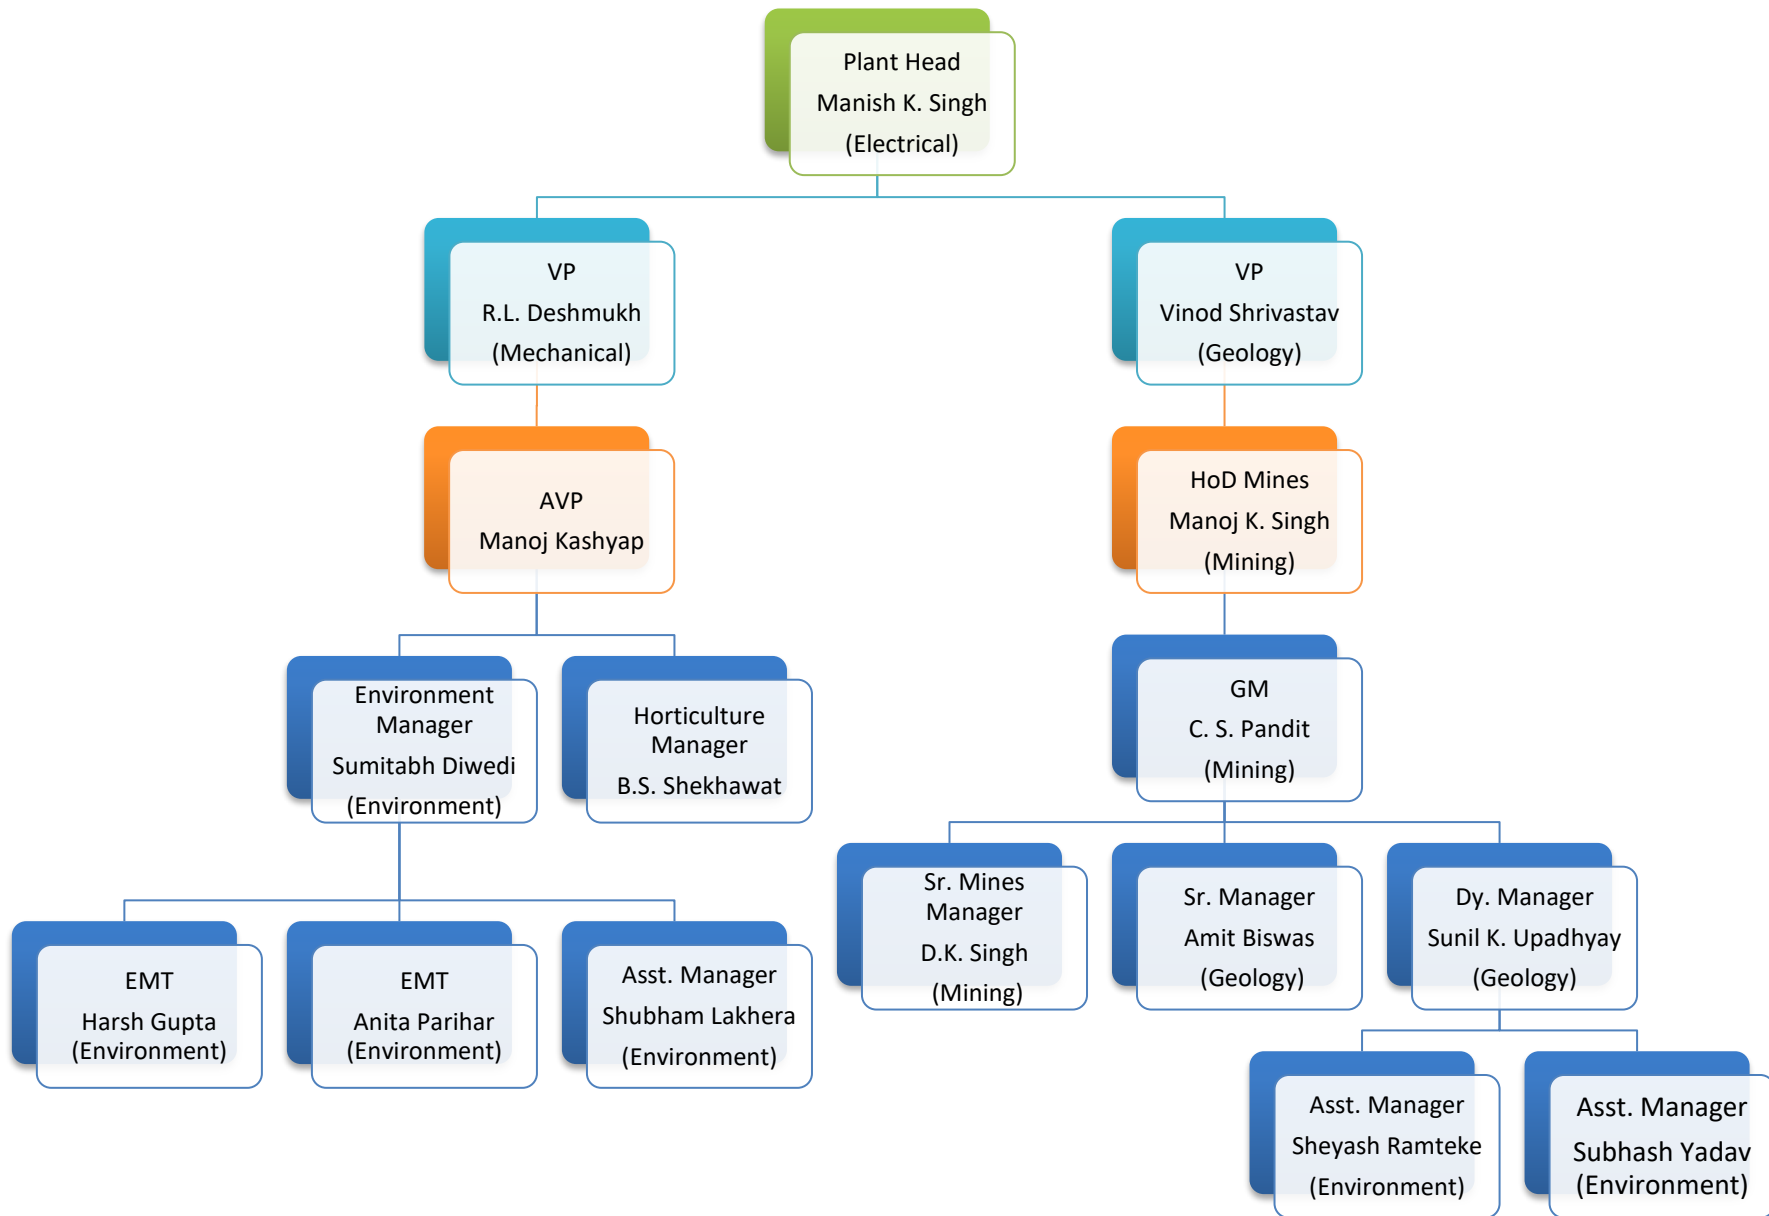 Plant Head
Manish K. Singh
(Electrical)
VP
R.L. Deshmukh
(Mechanical)
VP
Vinod Shrivastav
(Geology)
AVP
Manoj Kashyap
HoD Mines
Manoj K. Singh
(Mining)
Environment
Manager
Sumitabh Diwedi
(Environment)
Horticulture
Manager
B.S. Shekhawat
GM
C. S. Pandit
(Mining)
Sr. Mines
Manager
D.K. Singh
(Mining)
Sr. Manager
Amit Biswas
(Geology)
Dy. Manager
Sunil K. Upadhyay
(Geology)
EMT
Harsh Gupta
(Environment)
EMT
Anita Parihar
(Environment)
Asst. Manager
Shubham Lakhera
(Environment)
Asst. Manager
Sheyash Ramteke
(Environment)
Asst. Manager
Subhash Yadav
(Environment)